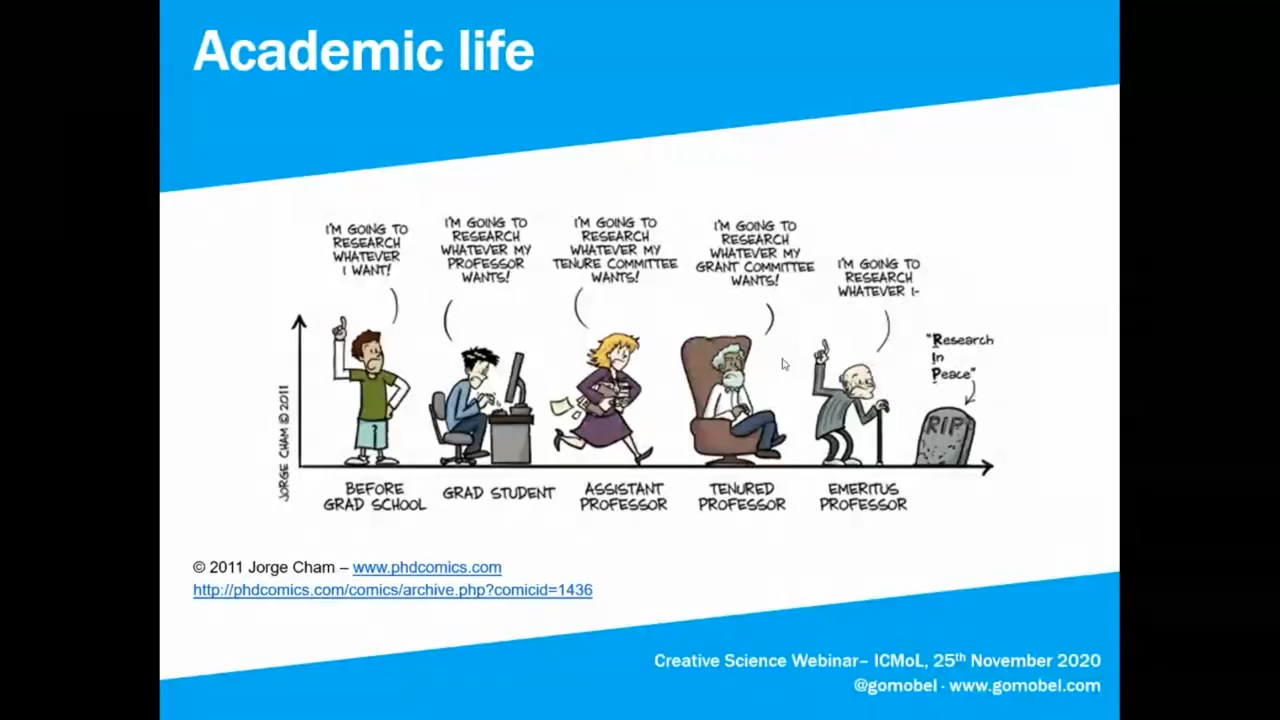 Academic life
I'M GOING TO
RESEARCH
WHATEVER
I WANT!
I'M GOING TO
RESEARCH
WHATEVER MY
PROFESSOR
WANTS!
I'M GOING TO
RESEARCH
WHATEVER MY
TENURE COMMITTEE
WANTS!
I'M GOING TO
RESEARCH
WHATEVER MY
GRANT COMMITTEE
WANTS!
I'M GOING TO
RESEARCH
WHATEVER I-
"Research
In
Peace"
RIP
JORGE CHAM © 2011
BEFORE
GRAD SCHOOL
GRAD STUDENT
ASSISTANT
PROFESSOR
TENURED
PROFESSOR
EMERITUS
PROFESSOR
© 2011 Jorge Cham – www.phdcomics.com
http://phdcomics.com/comics/archive.php?comicid=1436
Creative Science Webinar– ICMoL, 25th November 2020
@gomobel · www.gomobel.com